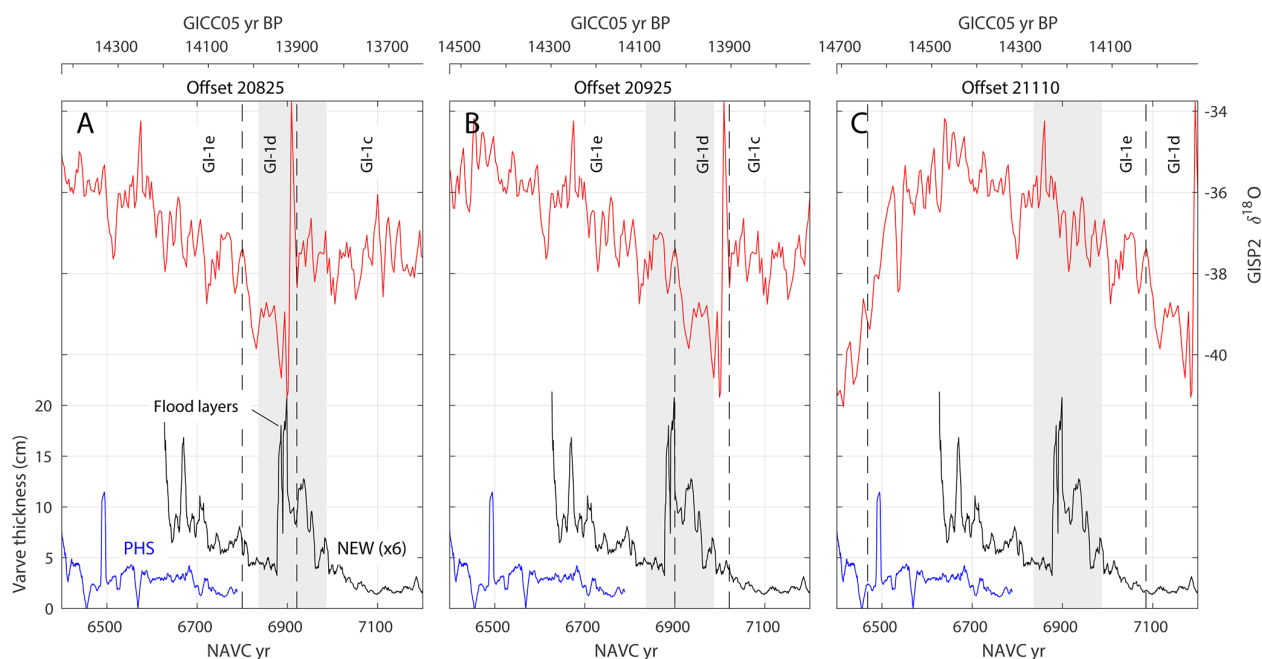 GICC05 yr BP
GICC05 yr BP
GICC05 yr BP
14300 14100 13900 13700
14500 14300 14100 13900
14700 14500 14300 14100
Offset 20825
Offset 20925
Offset 21110
A
B
C
GI-1e
GI-1d
GI-1c
GI-1e
GI-1d
GI-1c
GI-1e
GI-1d
-34
-36
-38
-40
GISP2 δ18O
Flood layers
PHS
NEW (x6)
20
15
10
5
0
Varve thickness (cm)
6500 6700 6900 7100
6500 6700 6900 7100
6500 6700 6900 7100
NAVC yr
NAVC yr
NAVC yr